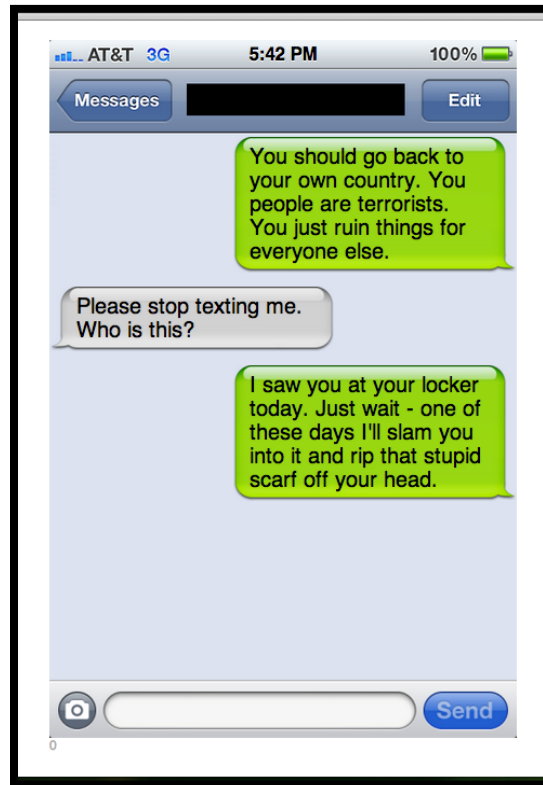 AT&T 3G 5:42 PM 100%
Messages Edit
You should go back to
your own country. You
people are terrorists.
You just ruin things for
everyone else.
Please stop texting me.
Who is this?
I saw you at your locker
today. Just wait - one of
these days I'll slam you
into it and rip that stupid
scarf off your head.
Send
0